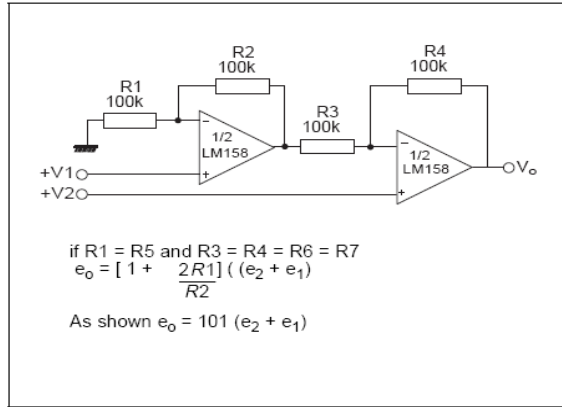 R1
100k
R2
100k
R3
100k
R4
100k
1/2
LM158
1/2
LM158
+V1
+V2
Vo
if R1 = R5 and R3 = R4 = R6 = R7
eo = [ 1 + 2R1/R2 ] ( (e2 + e1)
As shown eo = 101 (e2 + e1)